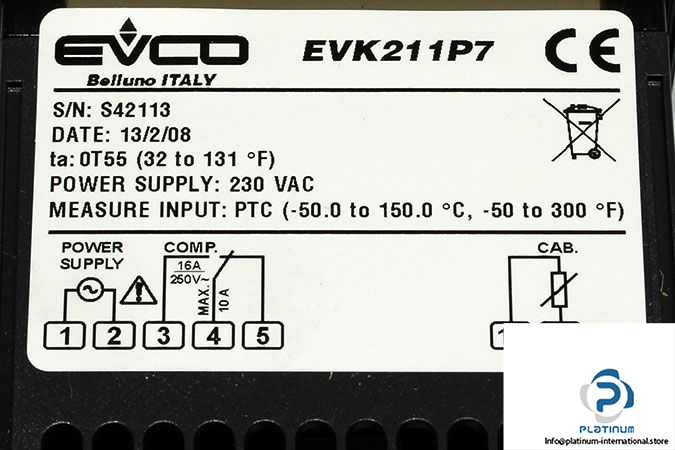 EVCO
EVK211P7
CE
Belluno ITALY
S/N: S42113
DATE: 13/2/08
ta: 0T55 (32 to 131 °F)
POWER SUPPLY: 230 VAC
MEASURE INPUT: PTC (-50.0 to 150.0 °C, -50 to 300 °F)
POWER SUPPLY
COMP.
CAB.
16A
250V~
MAX. 10 A
1 2 3 4 5
PLATINUM
Info@platinum-international.store